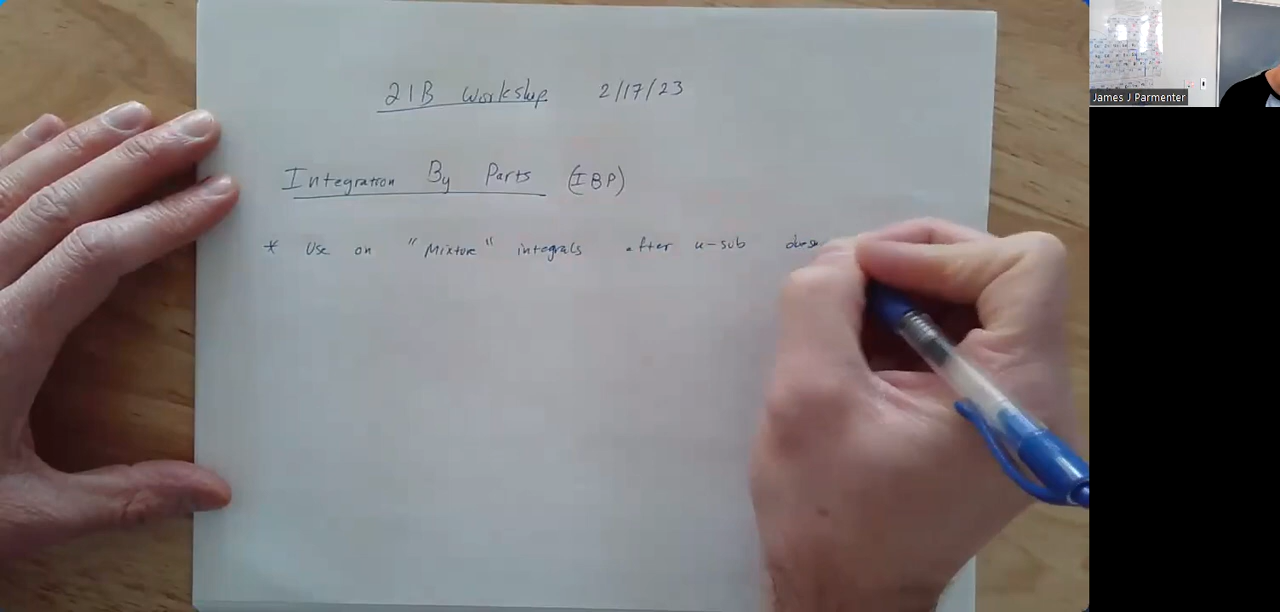 21B Workshop 2/17/23
Integration By Parts (IBP)
* Use on "Mixture" integrals after u-sub
James J Parmenter